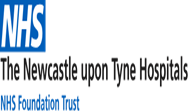 NHS
The Newcastle upon Tyne Hospitals
NHS Foundation Trust